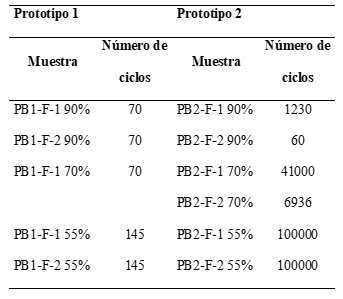 Prototipo 1 Prototipo 2
Muestra Número de ciclos Muestra Número de ciclos
PB1-F-1 90% 70 PB2-F-1 90% 1230
PB1-F-2 90% 70 PB2-F-2 90% 60
PB1-F-1 70% 70 PB2-F-1 70% 41000
PB2-F-2 70% 6936
PB1-F-1 55% 145 PB2-F-1 55% 100000
PB1-F-2 55% 145 PB2-F-2 55% 100000